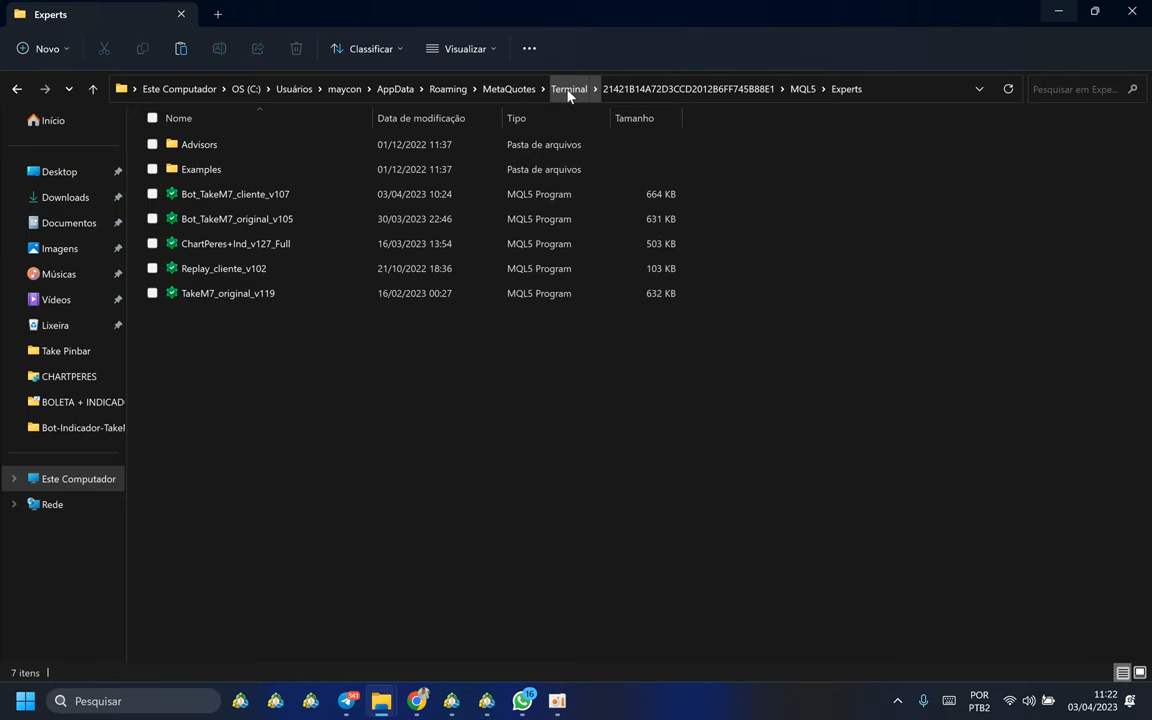 Experts
Novo
Classificar
Visualizar
Este Computador > OS (C:) > Usuários > maycon > AppData > Roaming > MetaQuotes > Terminal > 21421B14A72D3CCD2012B6FF745B88E1 > MQL5 > Experts
Pesquisar em Expe...
Início
Nome Data de modificação Tipo Tamanho
Advisors 01/12/2022 11:37 Pasta de arquivos
Desktop
Examples 01/12/2022 11:37 Pasta de arquivos
Downloads
Bot_TakeM7_cliente_v107 03/04/2023 10:24 MQL5 Program 664 KB
Documentos
Bot_TakeM7_original_v105 30/03/2023 22:46 MQL5 Program 631 KB
Imagens
ChartPeres+Ind_v127_Full 16/03/2023 13:54 MQL5 Program 503 KB
Músicas
Replay_cliente_v102 21/10/2022 18:36 MQL5 Program 103 KB
Vídeos
TakeM7_original_v119 16/02/2023 00:27 MQL5 Program 632 KB
Lixeira
Take Pinbar
CHARTPERES
BOLETA + INDICAD
Bot-Indicador-Take
Este Computador
Rede
7 itens
Pesquisar
341
16
POR
PTB2
11:22
03/04/2023